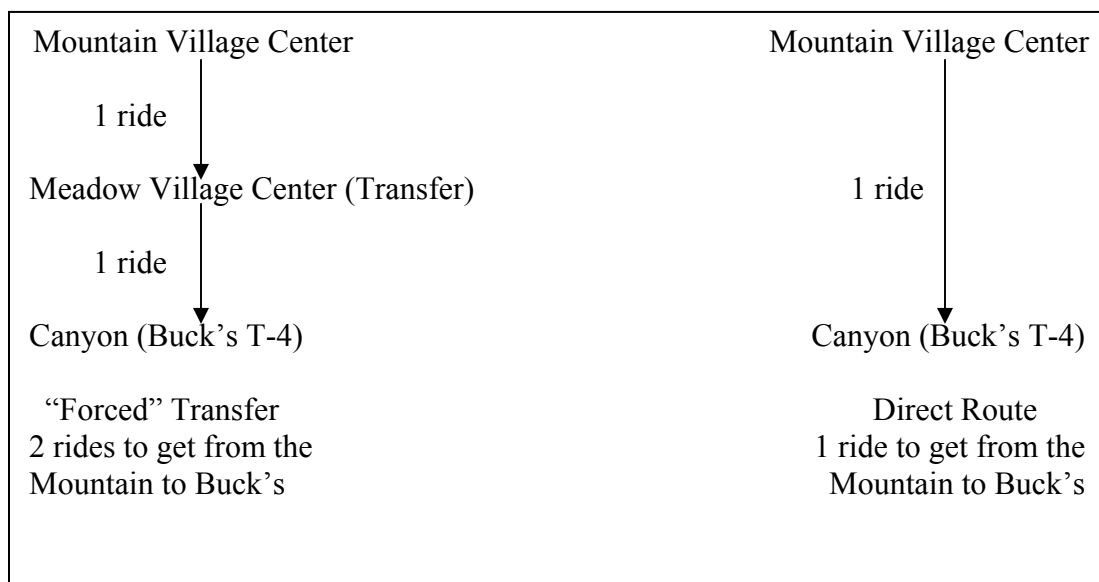 Mountain Village Center
1 ride
Meadow Village Center (Transfer)
1 ride
Canyon (Buck’s T-4)
“Forced” Transfer
2 rides to get from the
Mountain to Buck’s
Mountain Village Center
1 ride
Canyon (Buck’s T-4)
Direct Route
1 ride to get from the
Mountain to Buck’s